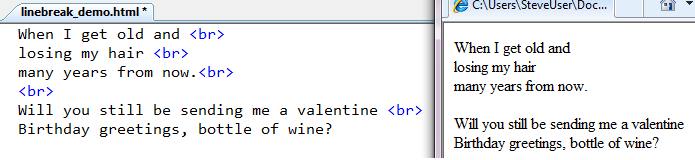 linebreak_demo.html *
When I get old and <br>
losing my hair <br>
many years from now.<br>
<br>
Will you still be sending me a valentine <br>
Birthday greetings, bottle of wine?
C:\Users\SteveUser\Doc...
When I get old and
losing my hair
many years from now.
Will you still be sending me a valentine
Birthday greetings, bottle of wine?